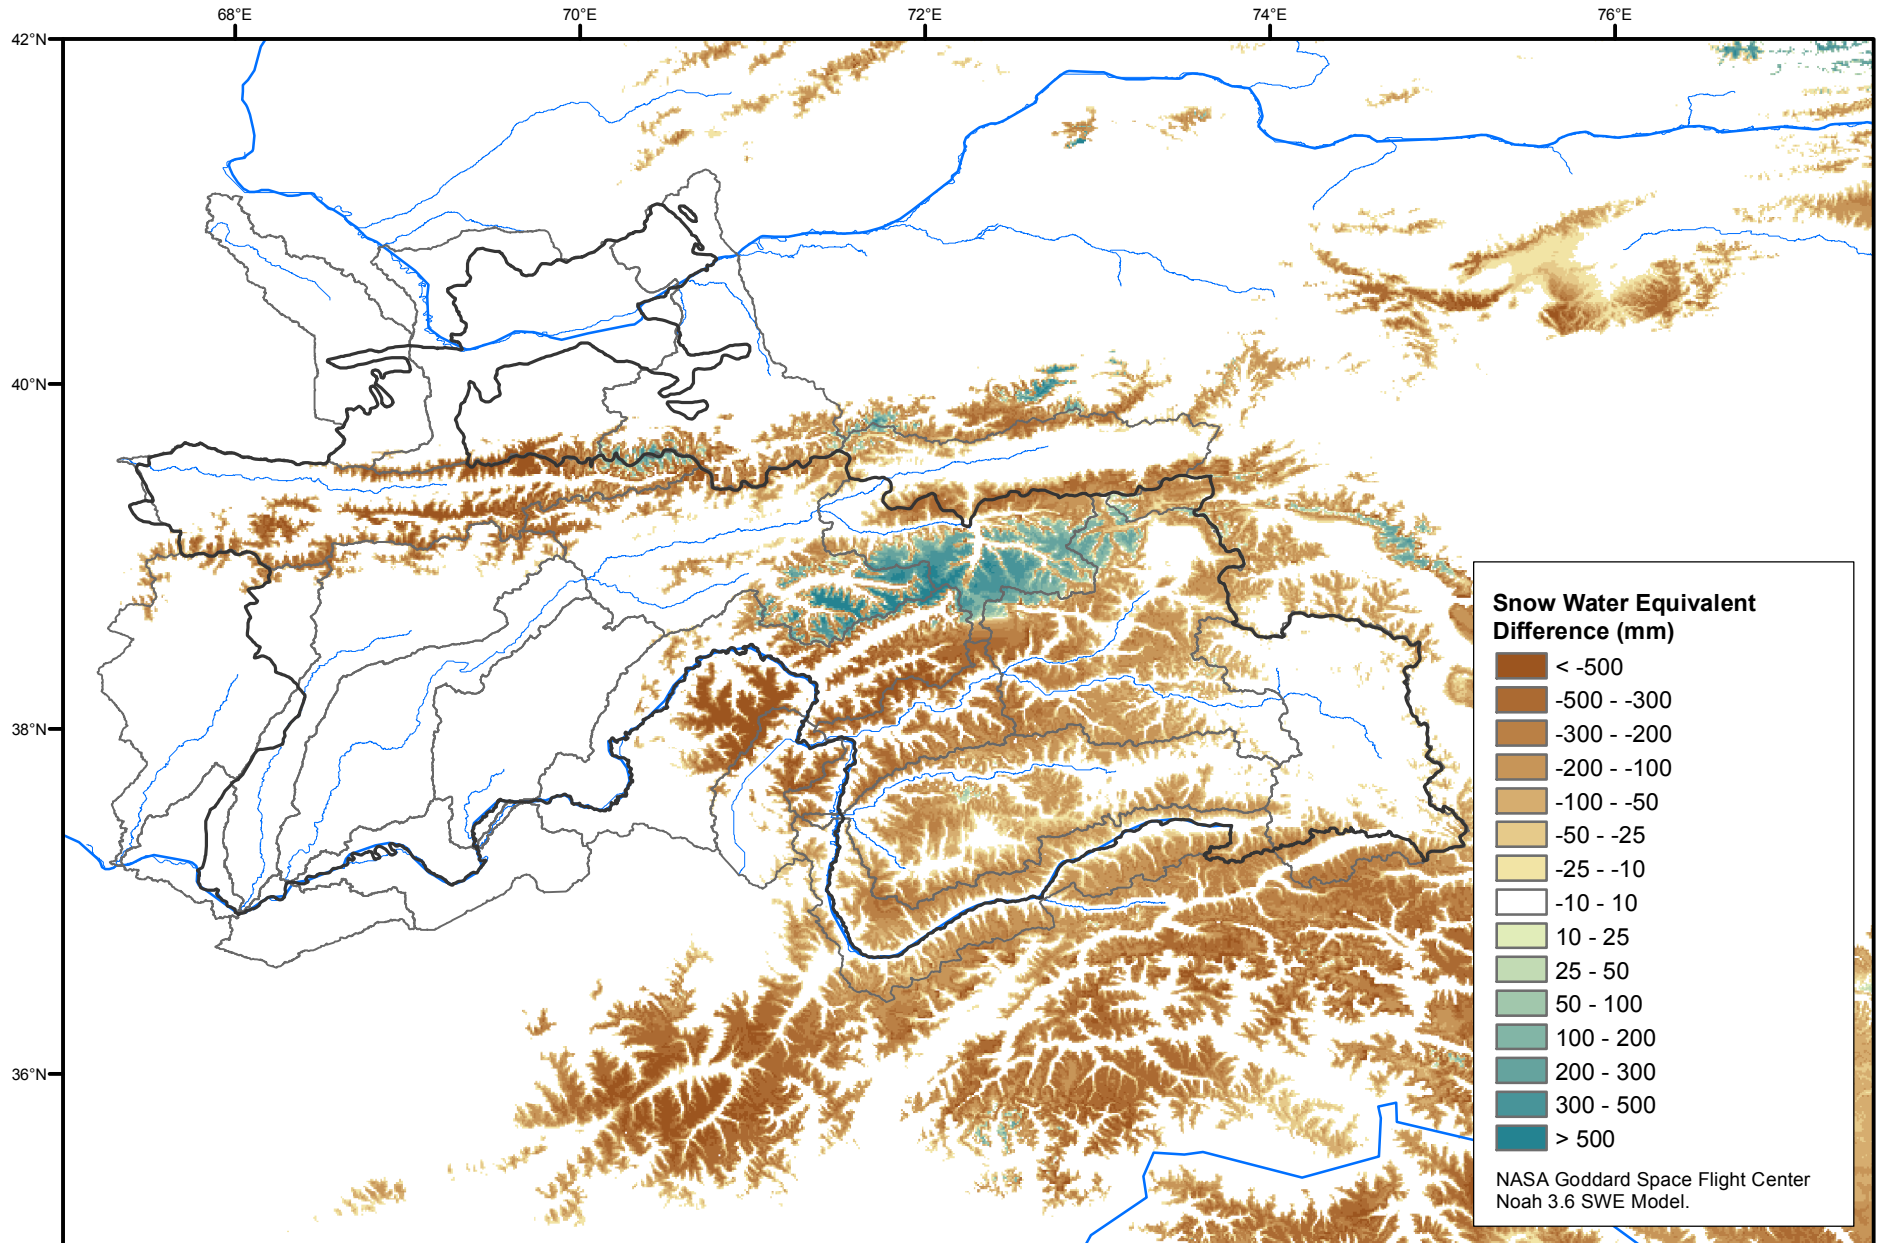 68°E 70°E 72°E 74°E 76°E
42°N
40°N
38°N
36°N
Snow Water Equivalent
Difference (mm)
< -500
-500 - -300
-300 - -200
-200 - -100
-100 - -50
-50 - -25
-25 - -10
-10 - 10
10 - 25
25 - 50
50 - 100
100 - 200
200 - 300
300 - 500
> 500
NASA Goddard Space Flight Center
Noah 3.6 SWE Model.